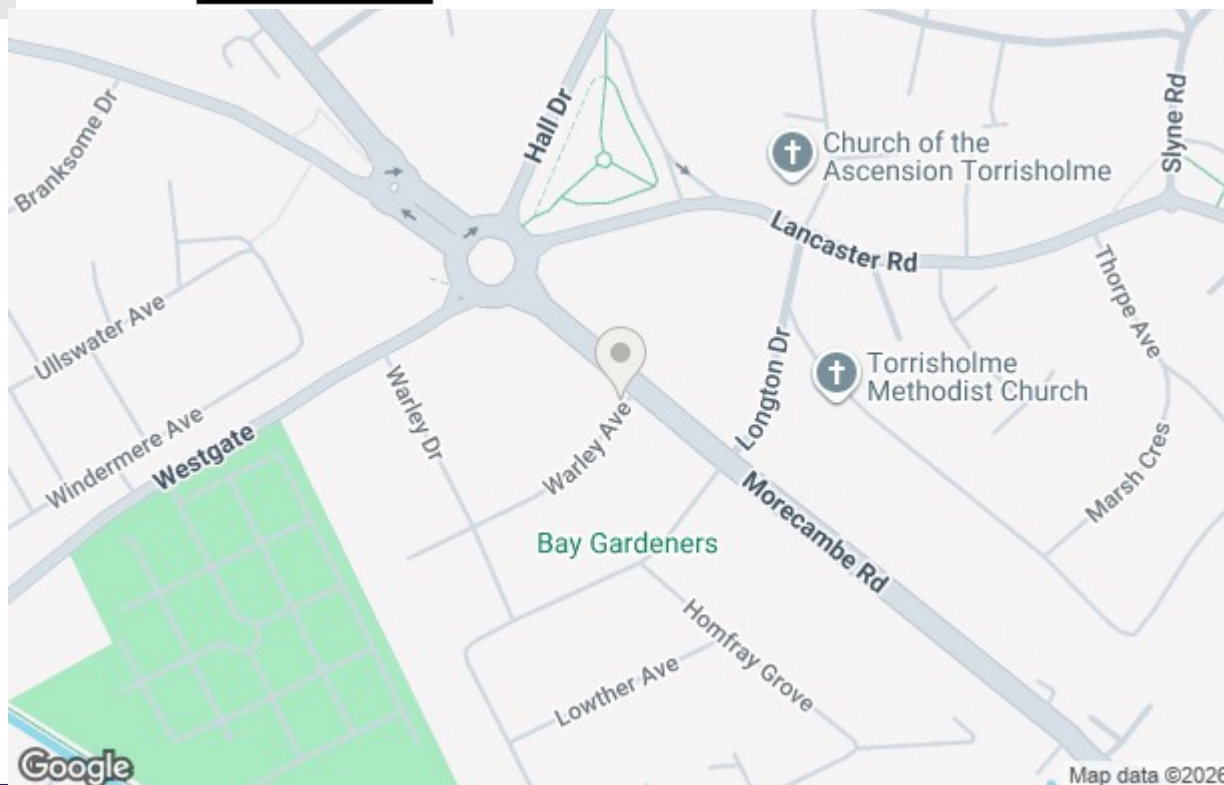 Branksome Dr
Hall Dr
Slyne Rd
Church of the
Ascension Torrisholme
Lancaster Rd
Thorpe Ave
Ullswater Ave
Longton Dr
Torrisholme
Methodist Church
Warley Dr
Windermere Ave
Westgate
Warley Ave
Marsh Cres
Morecambe Rd
Bay Gardeners
Homfray Grove
Lowther Ave
Google
Map data ©2026